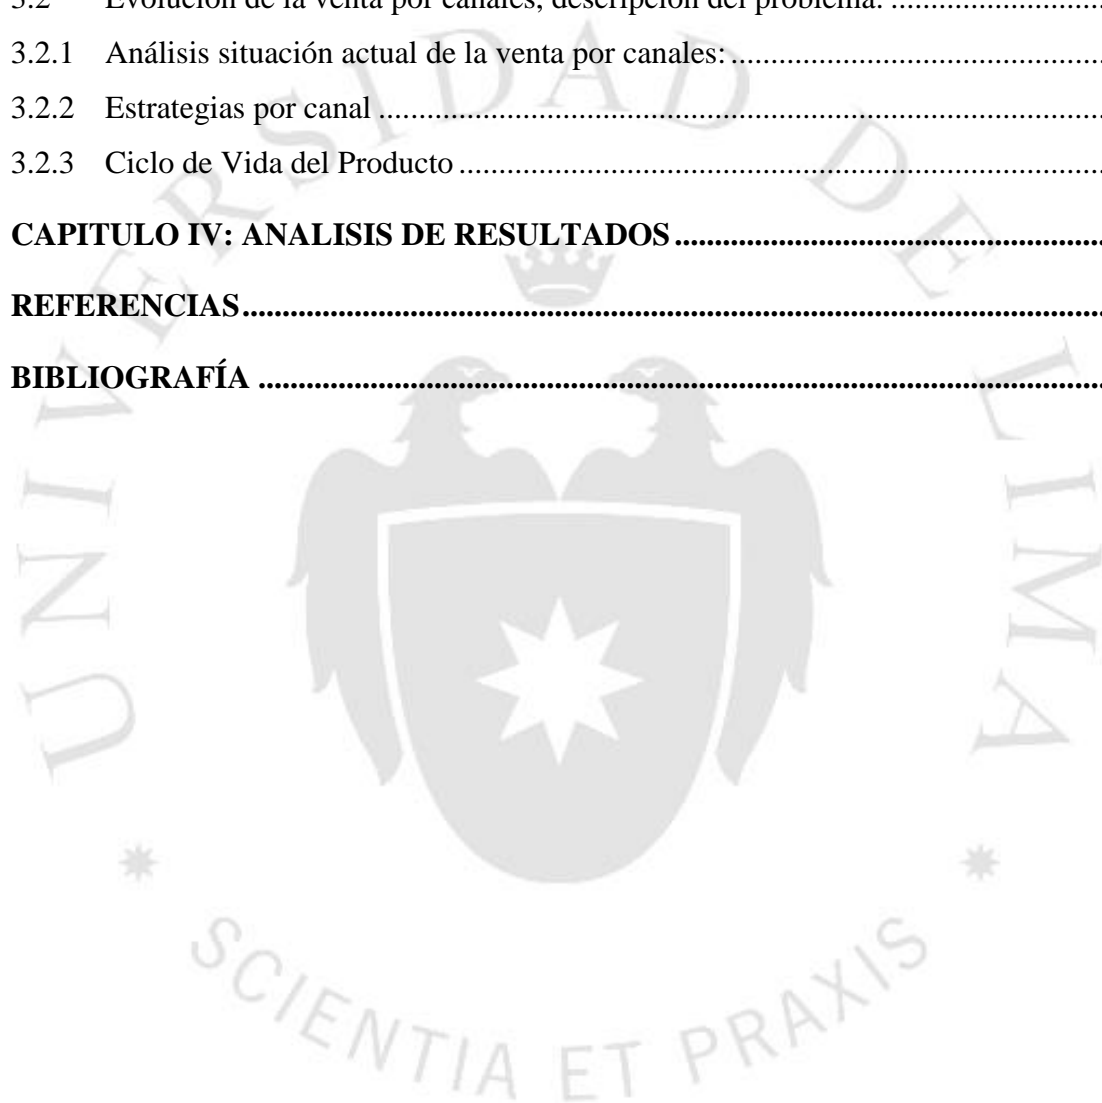 3.2 Evolución de la venta por canales, descripción del problema: ........................
3.2.1 Análisis situación actual de la venta por canales: ................................................
3.2.2 Estrategias por canal ............................................................................................
3.2.3 Ciclo de Vida del Producto ..................................................................................
CAPITULO IV: ANALISIS DE RESULTADOS ......................................................
REFERENCIAS ............................................................................................................
BIBLIOGRAFÍA ..........................................................................................................
UNIVERSIDAD DE LIMA
SCIENTIA ET PRAXIS